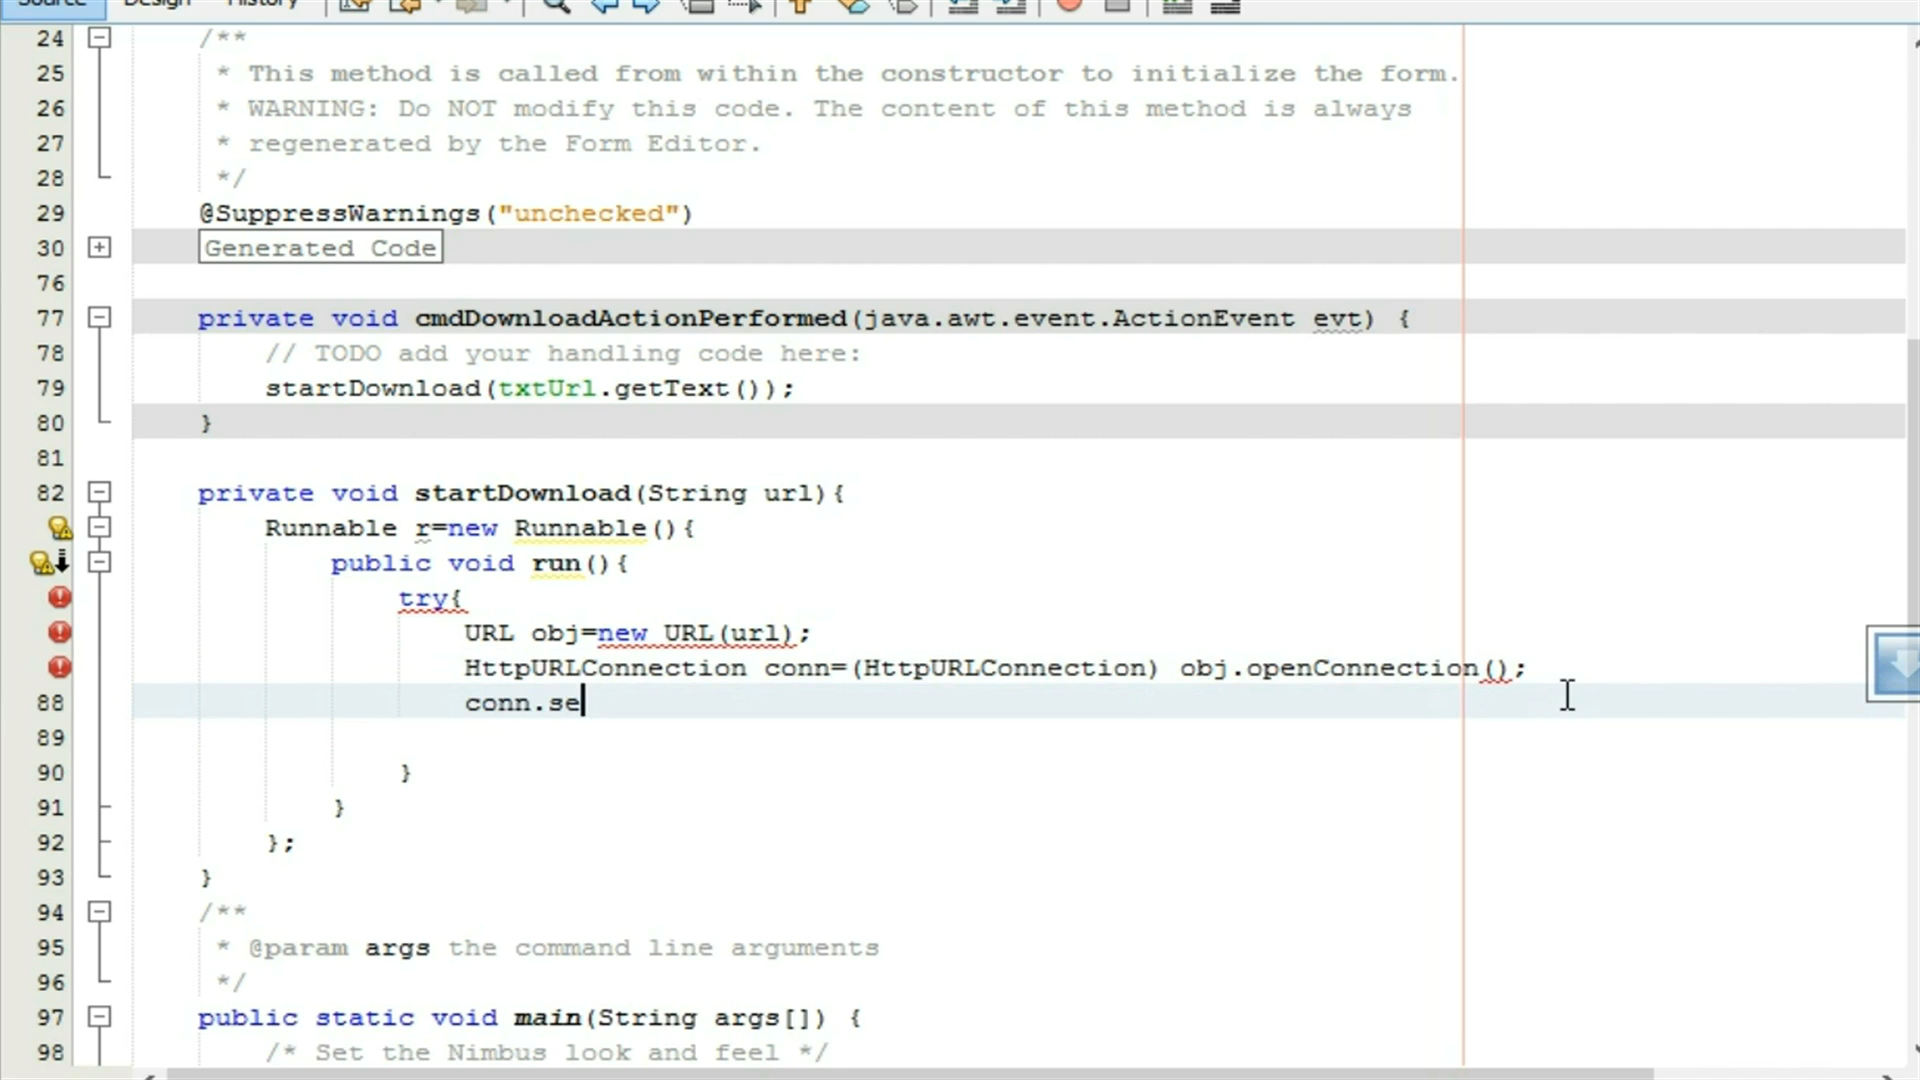 Source Design History
24 /**
25 * This method is called from within the constructor to initialize the form.
26 * WARNING: Do NOT modify this code. The content of this method is always
27 * regenerated by the Form Editor.
28 */
29 @SuppressWarnings("unchecked")
30 Generated Code
76
77 private void cmdDownloadActionPerformed(java.awt.event.ActionEvent evt) {
78 // TODO add your handling code here:
79 startDownload(txtUrl.getText());
80 }
81
82 private void startDownload(String url){
Runnable r=new Runnable(){
public void run(){
try{
URL obj=new URL(url);
HttpURLConnection conn=(HttpURLConnection) obj.openConnection();
88 conn.se
89
90 }
91 }
92 };
93 }
94 /**
95 * @param args the command line arguments
96 */
97 public static void main(String args[]) {
98 /* Set the Nimbus look and feel */